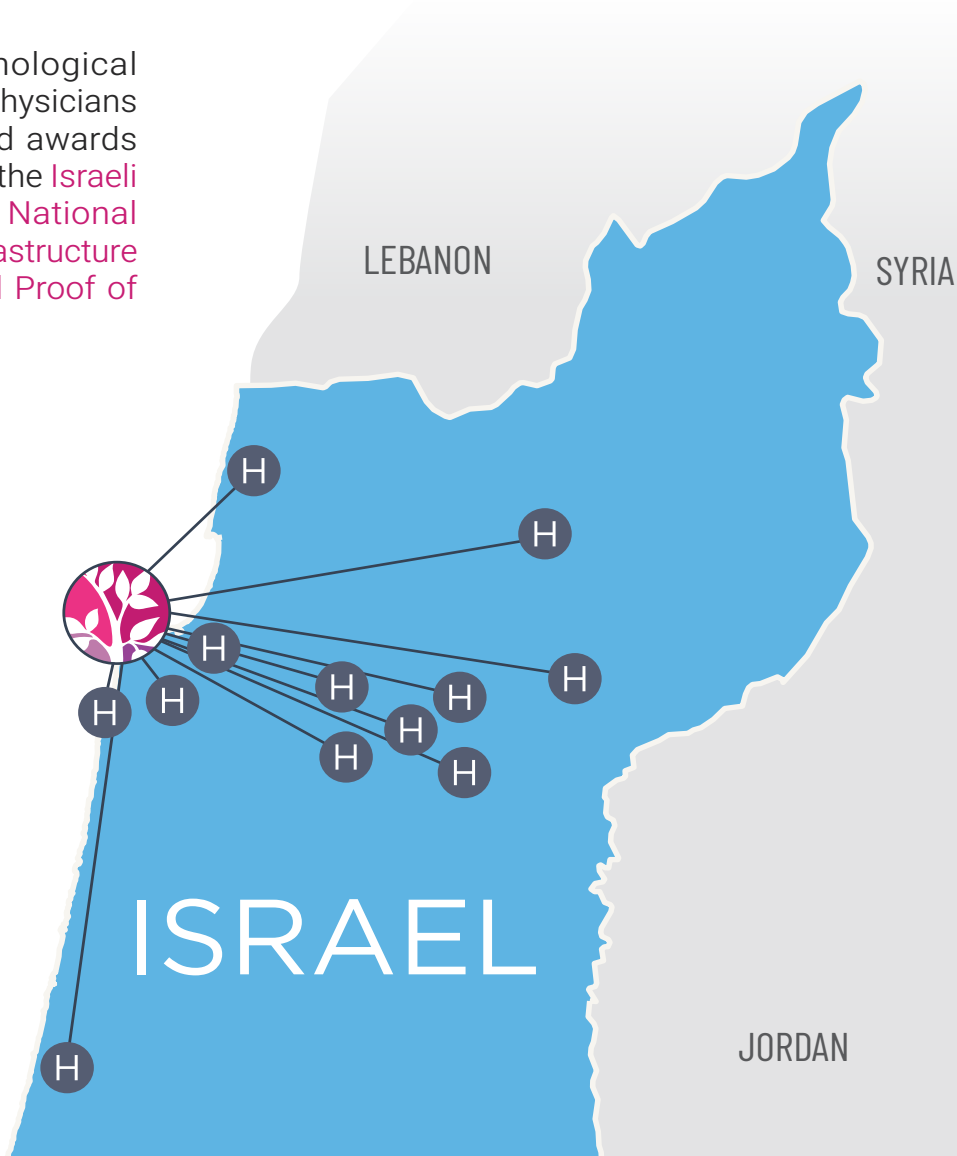 nological
hysicians
d awards
the Israeli
National
astructure
l Proof of
LEBANON
SYRIA
H
H
H
H
H
H
H
H
H
H
H
H
ISRAEL
JORDAN